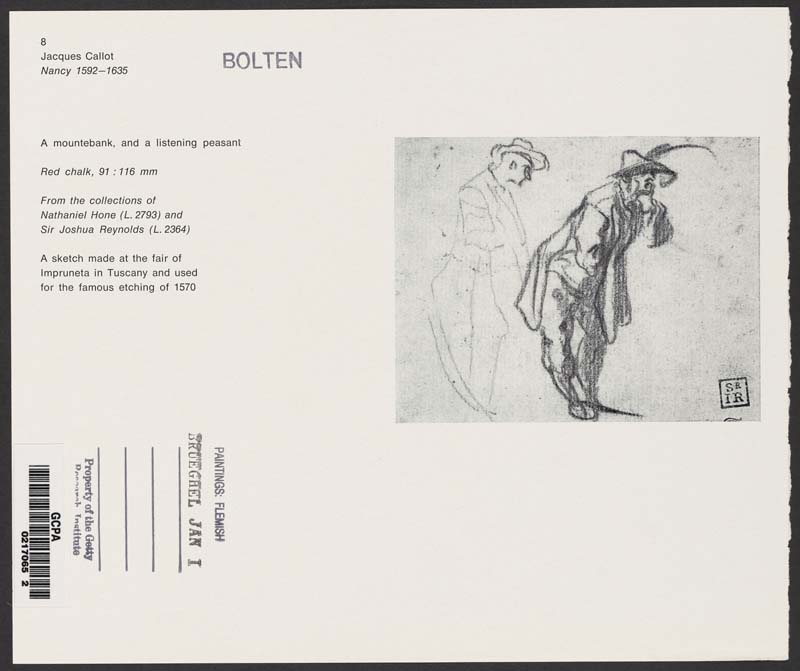 8
Jacques Callot
Nancy 1592—1635
BOLTEN
A mountebank, and a listening peasant
Red chalk, 91 : 116 mm
From the collections of
Nathaniel Hone (L. 2793) and
Sir Joshua Reynolds (L. 2364)
A sketch made at the fair of
Impruneta in Tuscany and used
for the famous etching of 1570
SR
IR
PAINTINGS: FLEMISH
BRUEGHEL JAN I
Property of the Getty
Research Institute
GCPA
0217065 2